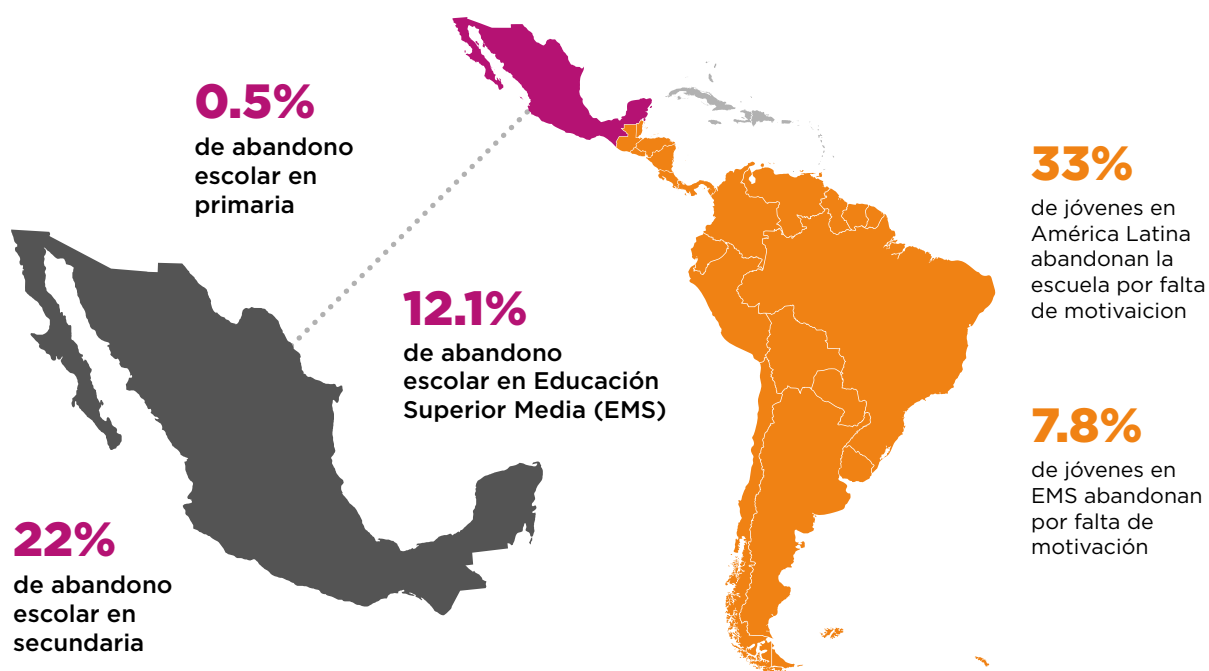 0.5%
de abandono
escolar en
primaria
12.1%
de abandono
escolar en Educación
Superior Media (EMS)
22%
de abandono
escolar en
secundaria
33%
de jóvenes en
América Latina
abandonan la
escuela por falta
de motivaicion
7.8%
de jóvenes en
EMS abandonan
por falta de
motivación